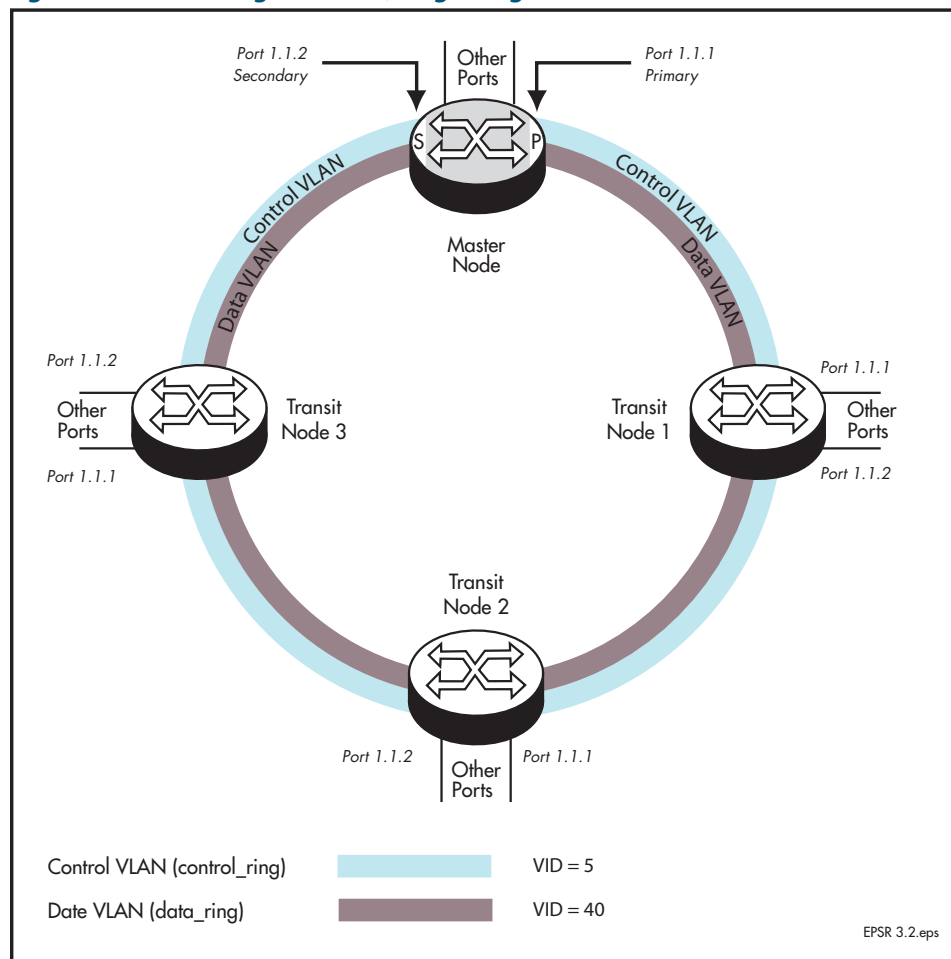 Port 1.1.2
Secondary
Other
Ports
Port 1.1.1
Primary
S
P
Control VLAN
Data VLAN
Control VLAN
Data VLAN
Master
Node
Port 1.1.2
Other
Ports
Port 1.1.1
Transit
Node 3
Transit
Node 1
Port 1.1.1
Other
Ports
Port 1.1.2
Transit
Node 2
Port 1.1.2
Other
Ports
Port 1.1.1
Control VLAN (control_ring)
VID = 5
Date VLAN (data_ring)
VID = 40
EPSR 3.2.eps